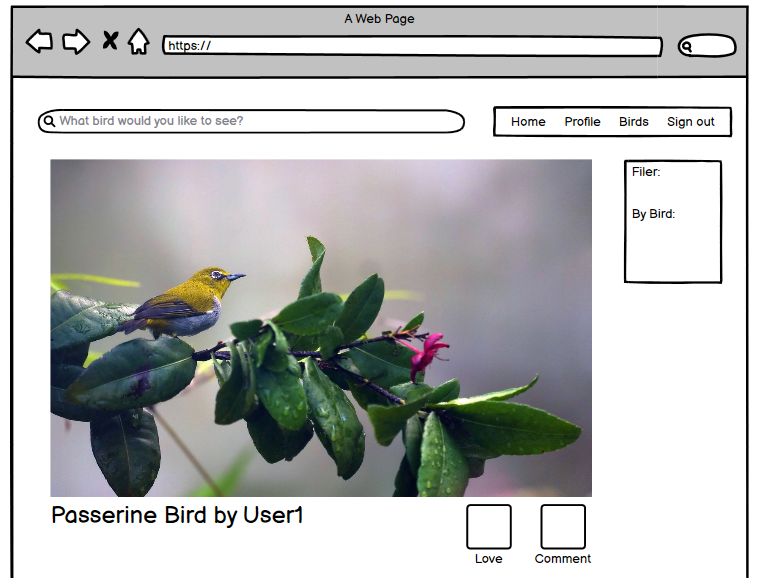 A Web Page
https://
What bird would you like to see?
Home Profile Birds Sign out
Filer:
By Bird:
Passerine Bird by User1
Love Comment